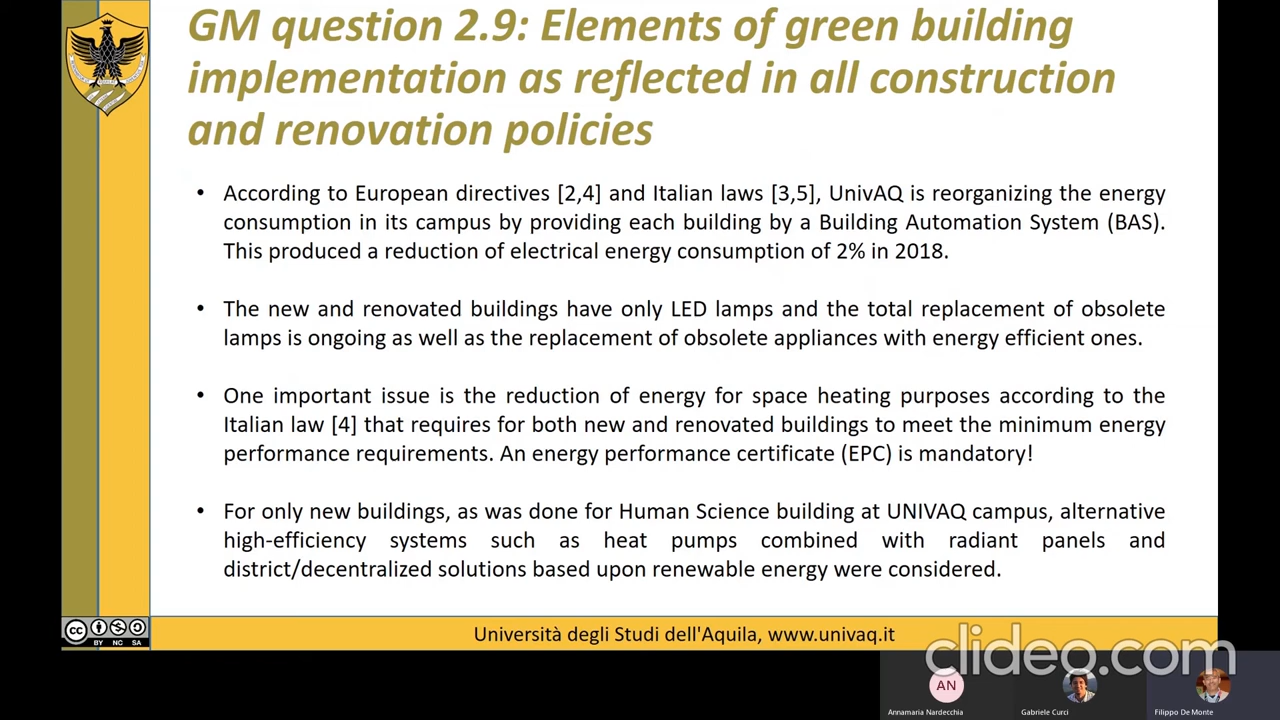 GM question 2.9: Elements of green building
implementation as reflected in all construction
and renovation policies
• According to European directives [2,4] and Italian laws [3,5], UnivAQ is reorganizing the energy
consumption in its campus by providing each building by a Building Automation System (BAS).
This produced a reduction of electrical energy consumption of 2% in 2018.
• The new and renovated buildings have only LED lamps and the total replacement of obsolete
lamps is ongoing as well as the replacement of obsolete appliances with energy efficient ones.
• One important issue is the reduction of energy for space heating purposes according to the
Italian law [4] that requires for both new and renovated buildings to meet the minimum energy
performance requirements. An energy performance certificate (EPC) is mandatory!
• For only new buildings, as was done for Human Science building at UNIVAQ campus, alternative
high-efficiency systems such as heat pumps combined with radiant panels and
district/decentralized solutions based upon renewable energy were considered.
cc
BY NC SA
Università degli Studi dell'Aquila, www.univaq.it
clideo.com
AN
Annamaria Nardecchia
Gabriele Curci
Filippo De Monte